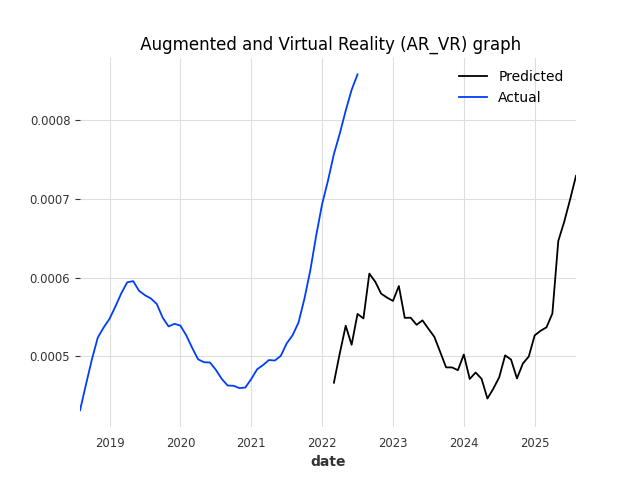 Augmented and Virtual Reality (AR_VR) graph
Predicted
Actual
0.0008
0.0007
0.0006
0.0005
2019 2020 2021 2022 2023 2024 2025
date